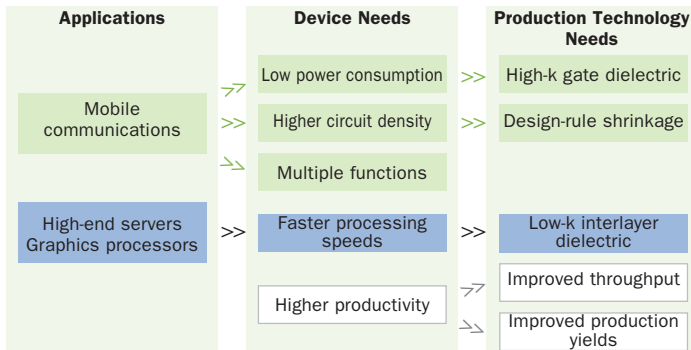 Applications
Device Needs
Production Technology
Needs
Mobile
communications
>>
>>
>>
Low power consumption
>>
High-k gate dielectric
Higher circuit density
>>
Design-rule shrinkage
Multiple functions
High-end servers
Graphics processors
>>
Faster processing
speeds
>>
Low-k interlayer
dielectric
Higher productivity
>>
>>
Improved throughput
Improved production
yields